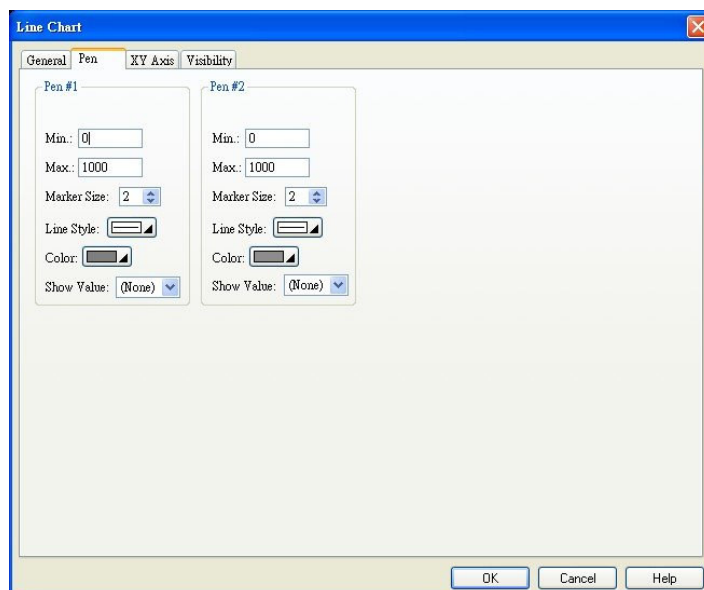 Line Chart
General Pen XY Axis Visibility
Pen #1
Min.: 0
Max.: 1000
Marker Size: 2
Line Style:
Color:
Show Value: (None)
Pen #2
Min.: 0
Max.: 1000
Marker Size: 2
Line Style:
Color:
Show Value: (None)
OK Cancel Help